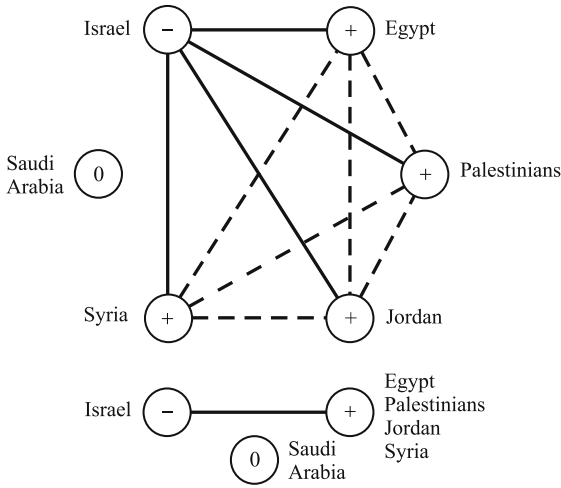 Israel − + Egypt
Saudi
Arabia 0
+ Palestinians
Syria + + Jordan
Israel − +
Egypt
Palestinians
Jordan
Syria
0 Saudi
Arabia